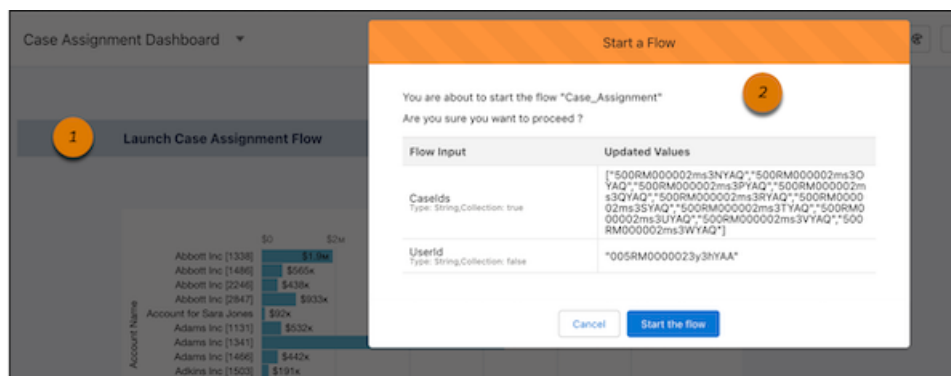 Case Assignment Dashboard
Start a Flow
You are about to start the flow "Case_Assignment"
Are you sure you want to proceed ?
2
1
Launch Case Assignment Flow
Flow Input Updated Values
CaseIds
Type: String,Collection: true
["500RM000002ms3NYAQ","500RM000002ms3O
YAQ","500RM000002ms3PYAQ","500RM000002m
s3QYAQ","500RM000002ms3RYAQ","500RM0000
02ms3SYAQ","500RM000002ms3TYAQ","500RM0
00002ms3UYAQ","500RM000002ms3VYAQ","500
RM000002ms3WYAQ"]
UserId
Type: String,Collection: false
"005RM0000023y3hYAA"
Cancel Start the flow
$0 $2M
Account Name
Abbott Inc [1338] $1.9M
Abbott Inc [1486] $565K
Abbott Inc [2246] $438K
Abbott Inc [2847] $933K
Account for Sara Jones $92K
Adams Inc [1131] $532K
Adams Inc [1341]
Adams Inc [1466] $442K
Adkins Inc [1503] $191K